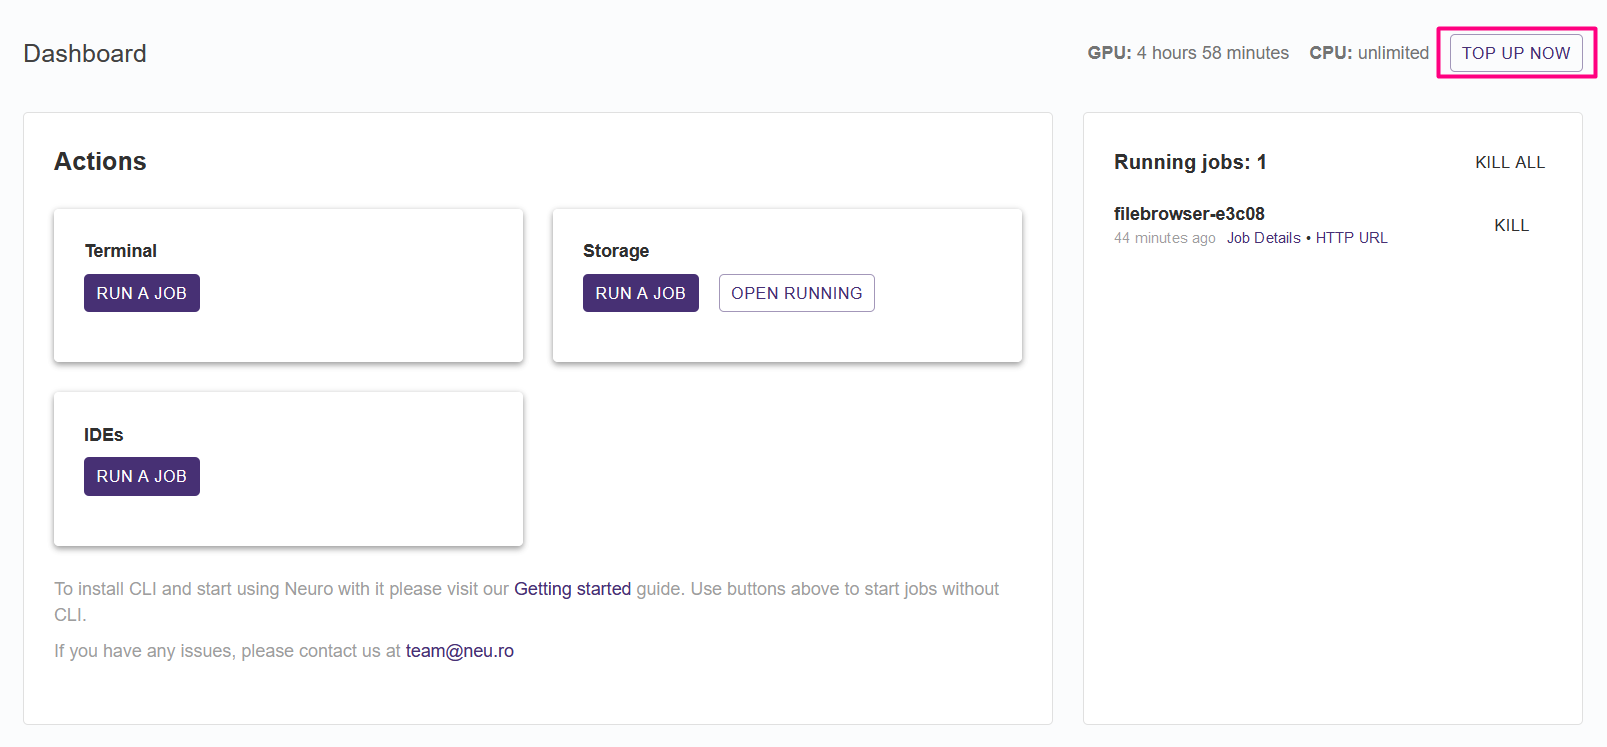 Dashboard
GPU: 4 hours 58 minutes CPU: unlimited TOP UP NOW
Actions
Terminal
RUN A JOB
Storage
RUN A JOB OPEN RUNNING
IDEs
RUN A JOB
To install CLI and start using Neuro with it please visit our Getting started guide. Use buttons above to start jobs without
CLI.
If you have any issues, please contact us at team@neu.ro
Running jobs: 1 KILL ALL
filebrowser-e3c08
44 minutes ago Job Details • HTTP URL
KILL